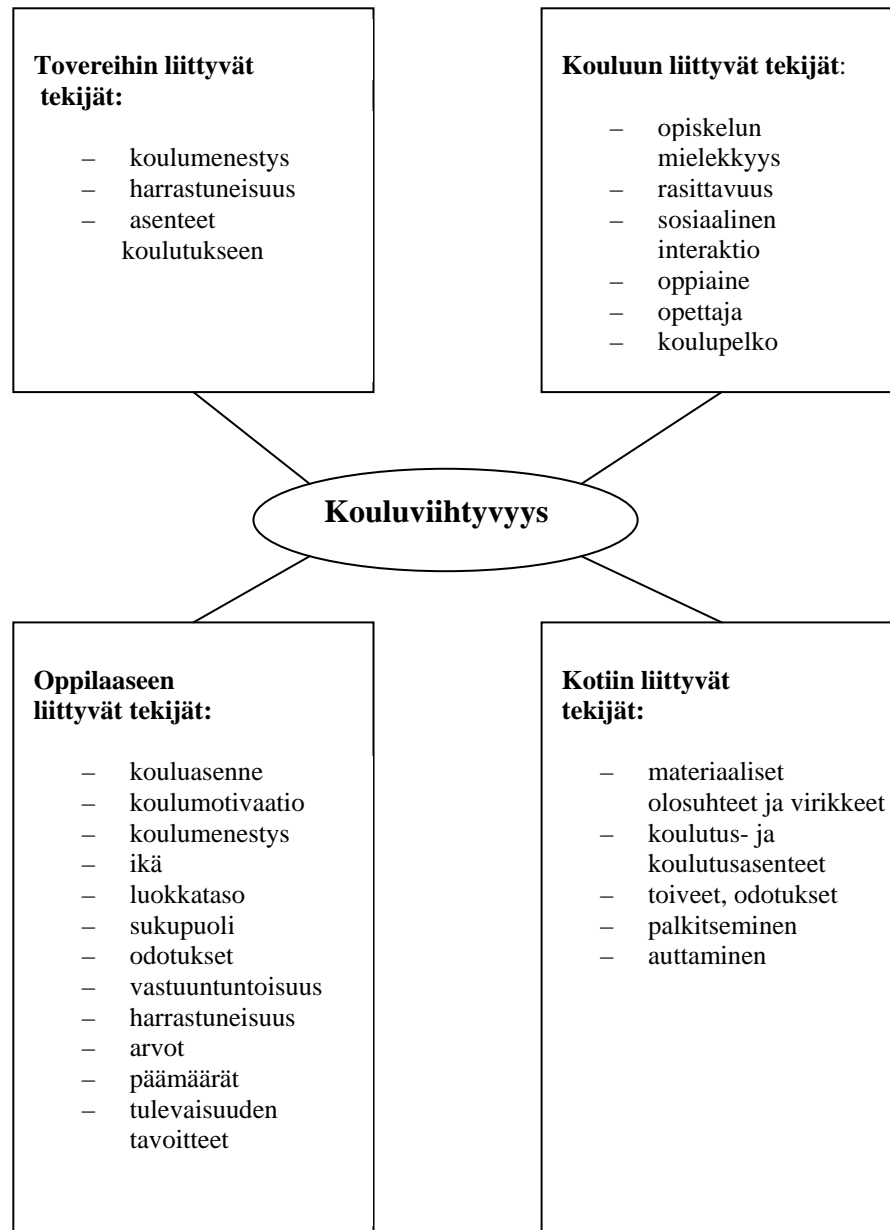 Tovereihin liittyvät
tekijät:
– koulumenestys
– harrastuneisuus
– asenteet
koulutukseen
Kouluun liittyvät tekijät:
– opiskelun
mielekkyys
– rasittavuus
– sosiaalinen
interaktio
– oppiaine
– opettaja
– koulupelko
Kouluviihtyvyys
Oppilaaseen
liittyvät tekijät:
– kouluasenne
– koulumotivaatio
– koulumenestys
– ikä
– luokkataso
– sukupuoli
– odotukset
– vastuuntuntoisuus
– harrastuneisuus
– arvot
– päämäärät
– tulevaisuuden
tavoitteet
Kotiin liittyvät
tekijät:
– materiaaliset
olosuhteet ja virikkeet
– koulutus- ja
koulutusasenteet
– toiveet, odotukset
– palkitseminen
– auttaminen